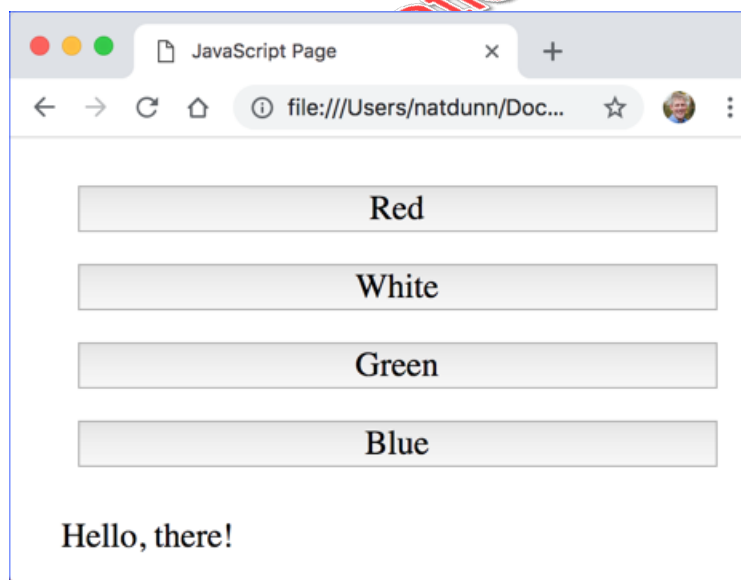 JavaScript Page
file:///Users/natdunn/Doc...
Red
White
Green
Blue
Hello, there!